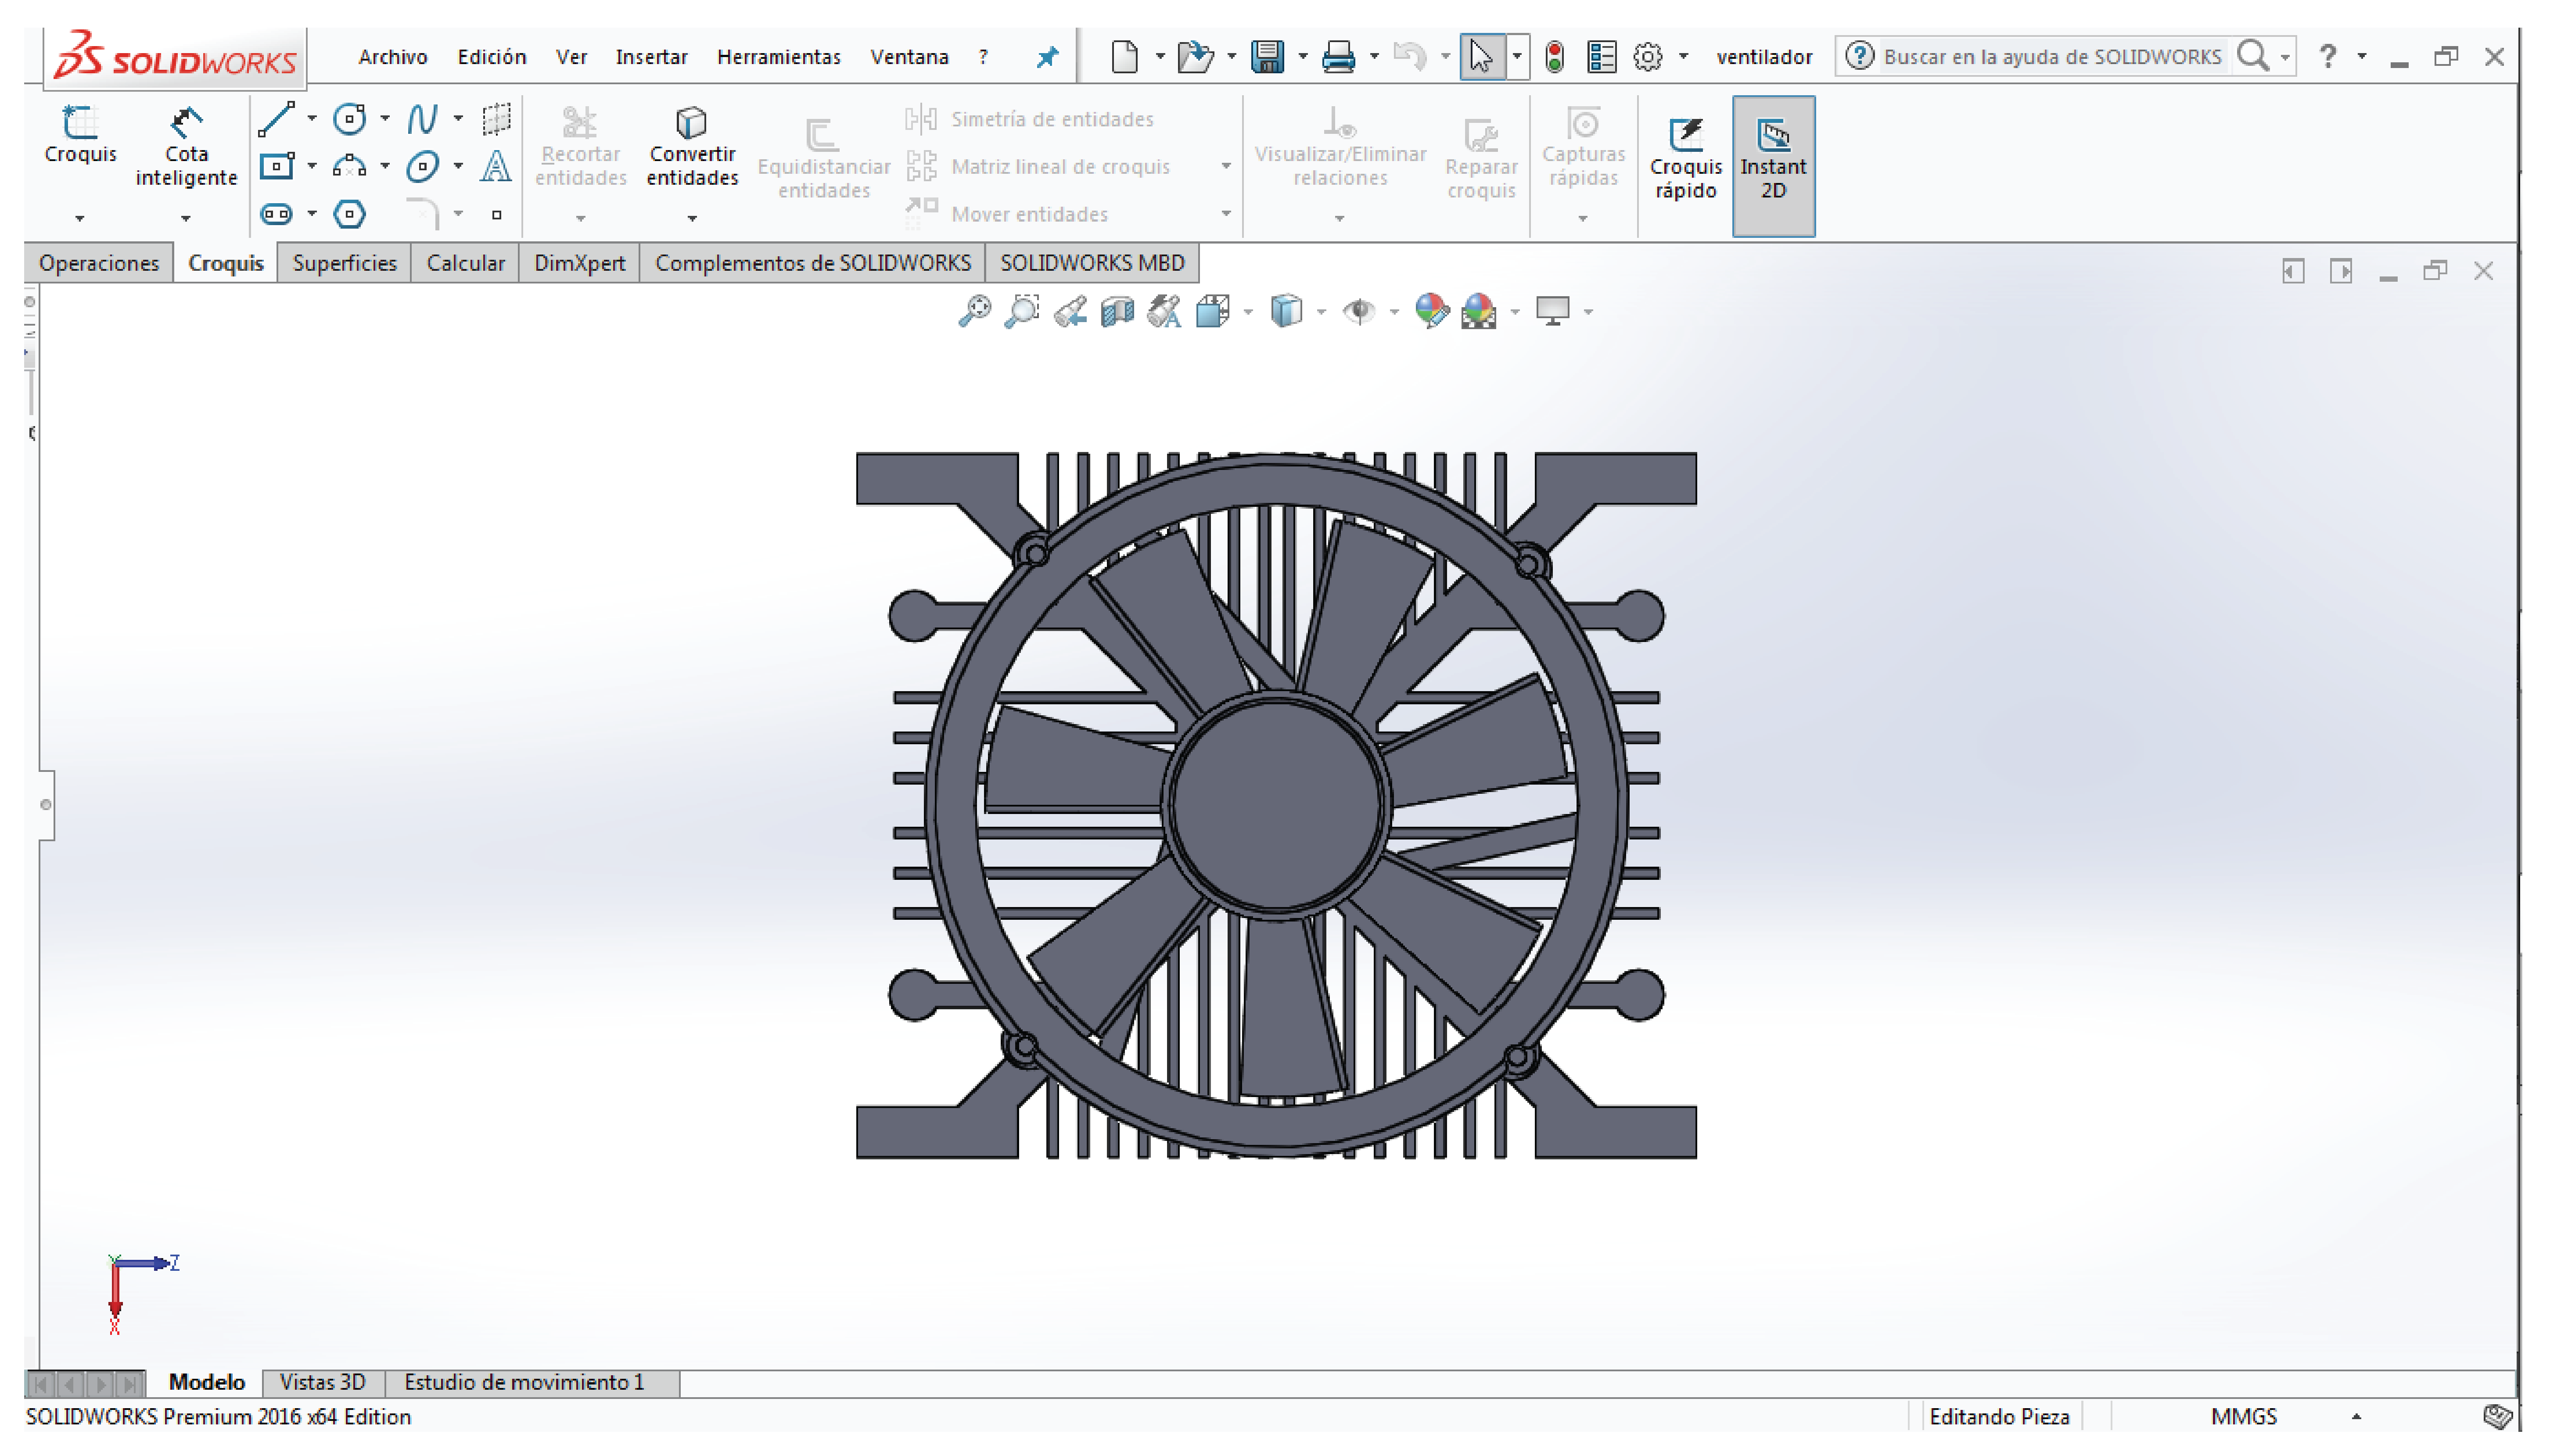 SOLIDWORKS Archivo Edición Ver Insertar Herramientas Ventana ? ventilador Buscar en la ayuda de SOLIDWORKS ?
Croquis
Cota inteligente
Recortar entidades
Convertir entidades
Equidistanciar entidades
Simetría de entidades
Matriz lineal de croquis
Mover entidades
Visualizar/Eliminar relaciones
Reparar croquis
Capturas rápidas
Croquis rápido
Instant 2D
Operaciones Croquis Superficies Calcular DimXpert Complementos de SOLIDWORKS SOLIDWORKS MBD
Y Z
X
Modelo Vistas 3D Estudio de movimiento 1
SOLIDWORKS Premium 2016 x64 Edition Editando Pieza MMGS